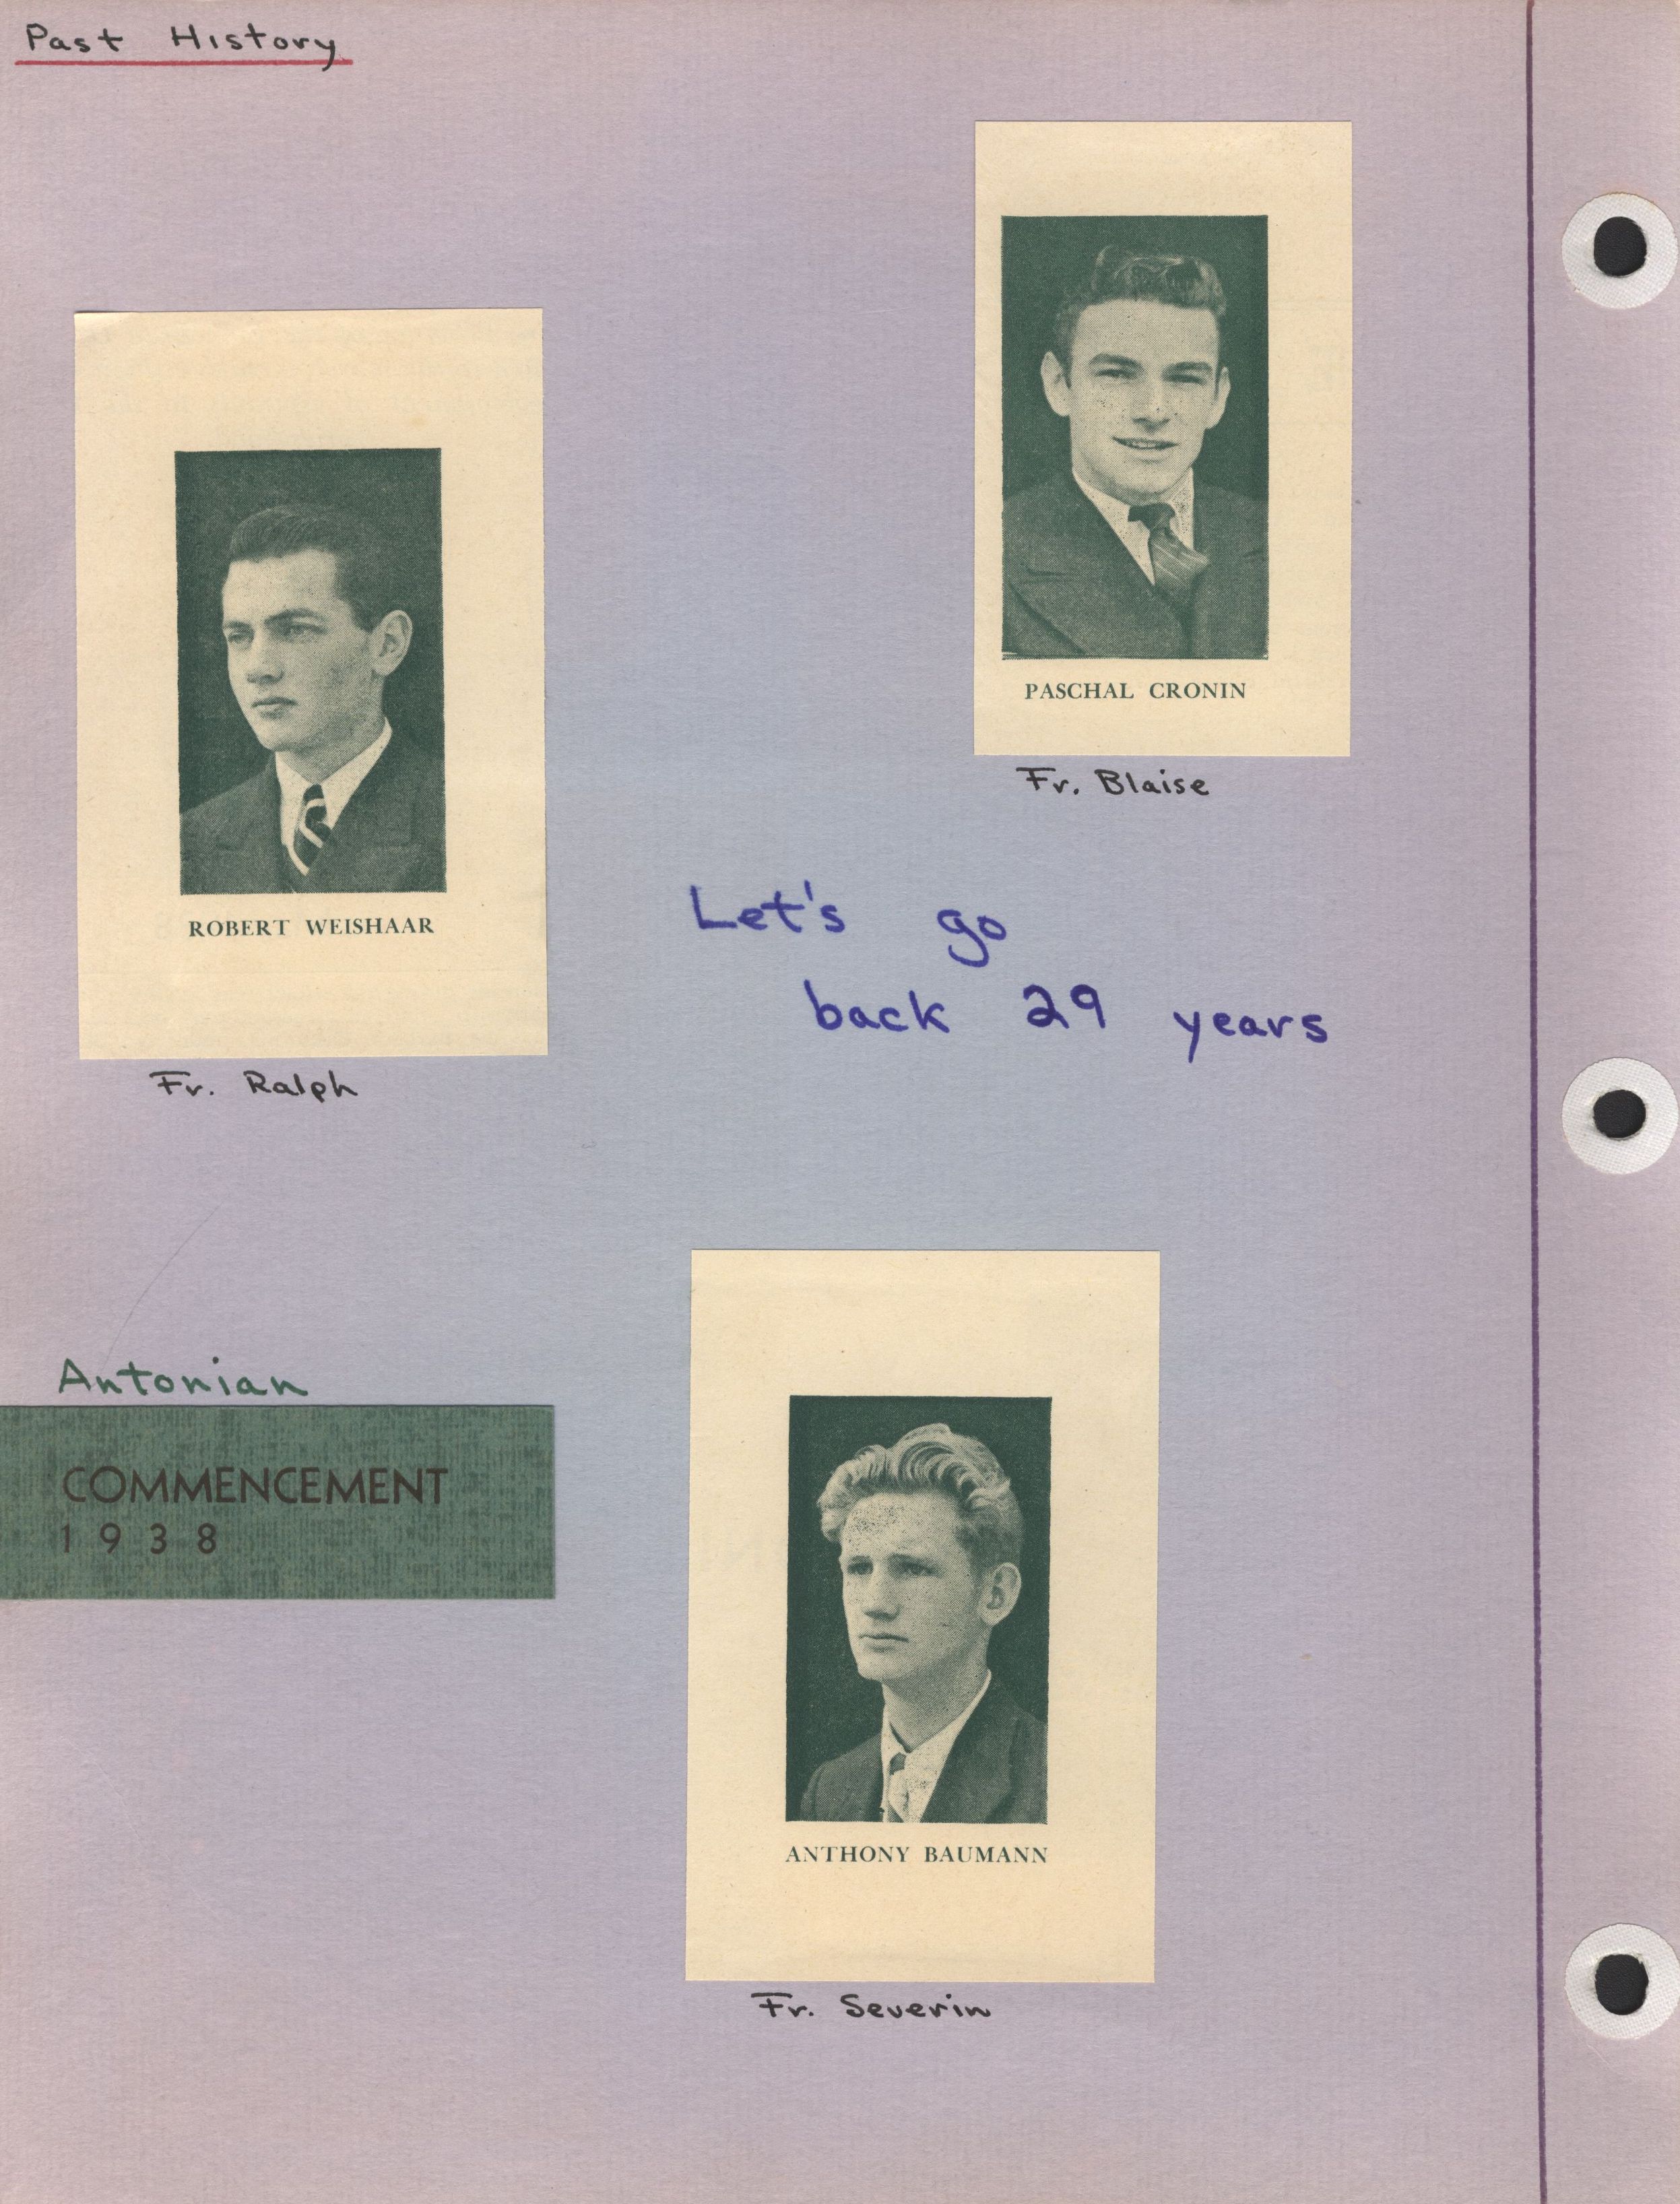 Past History
PASCHAL CRONIN
Fr. Blaise
ROBERT WEISHAAR
Fr. Ralph
Let's go
back 29 years
Antonian
COMMENCEMENT
1938
ANTHONY BAUMANN
Fr. Severin